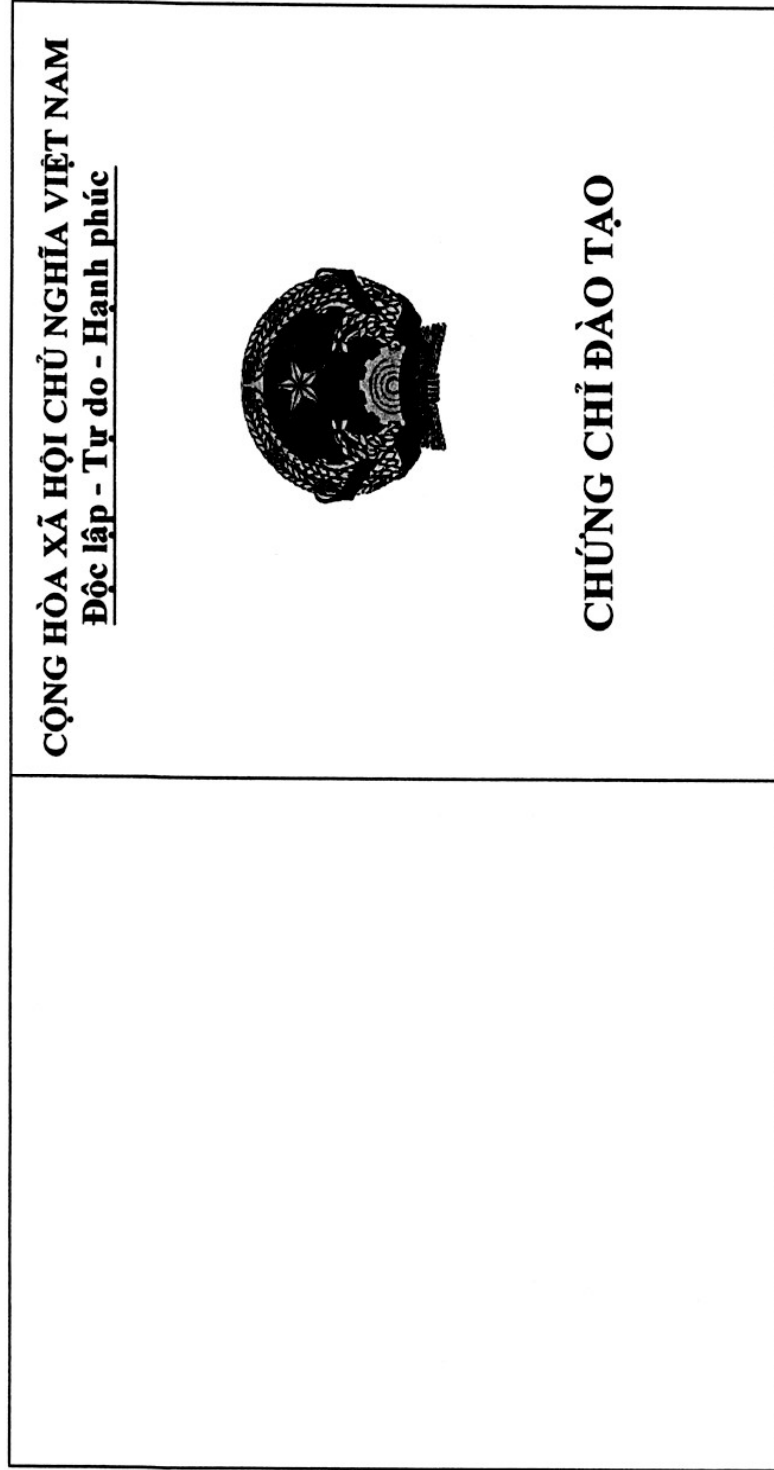 CỘNG HÒA XÃ HỘI CHỦ NGHĨA VIỆT NAM
Độc lập - Tự do - Hạnh phúc
CHỨNG CHỈ ĐÀO TẠO